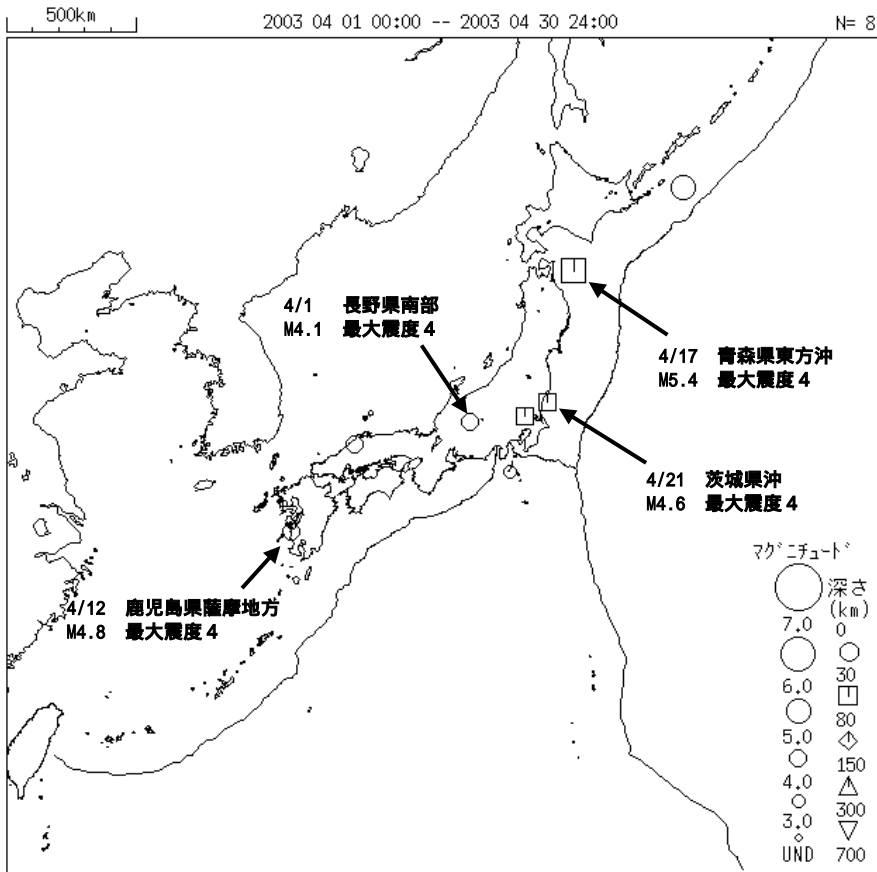 500km
2003 04 01 00:00 -- 2003 04 30 24:00
N= 8
4/1 長野県南部
M4.1 最大震度４
4/17 青森県東方沖
M5.4 最大震度４
4/21 茨城県沖
M4.6 最大震度４
4/12 鹿児島県薩摩地方
M4.8 最大震度４
マグニチュード
深さ
(km)
7.0
0
6.0
30
5.0
80
4.0
150
3.0
300
UND
700